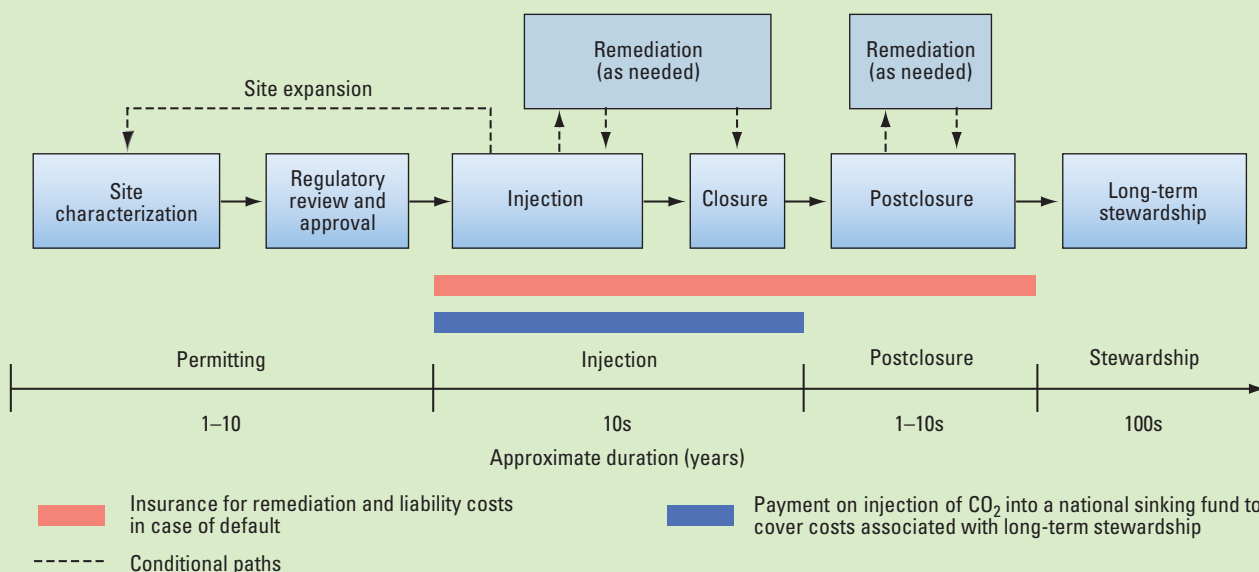 Remediation
(as needed)
Remediation
(as needed)
Site expansion
Site
characterization
Regulatory
review and
approval
Injection
Closure
Postclosure
Long-term
stewardship
Permitting
Injection
Postclosure
Stewardship
1–10
10s
1–10s
100s
Approximate duration (years)
Insurance for remediation and liability costs
in case of default
Payment on injection of CO₂ into a national sinking fund to
cover costs associated with long-term stewardship
Conditional paths